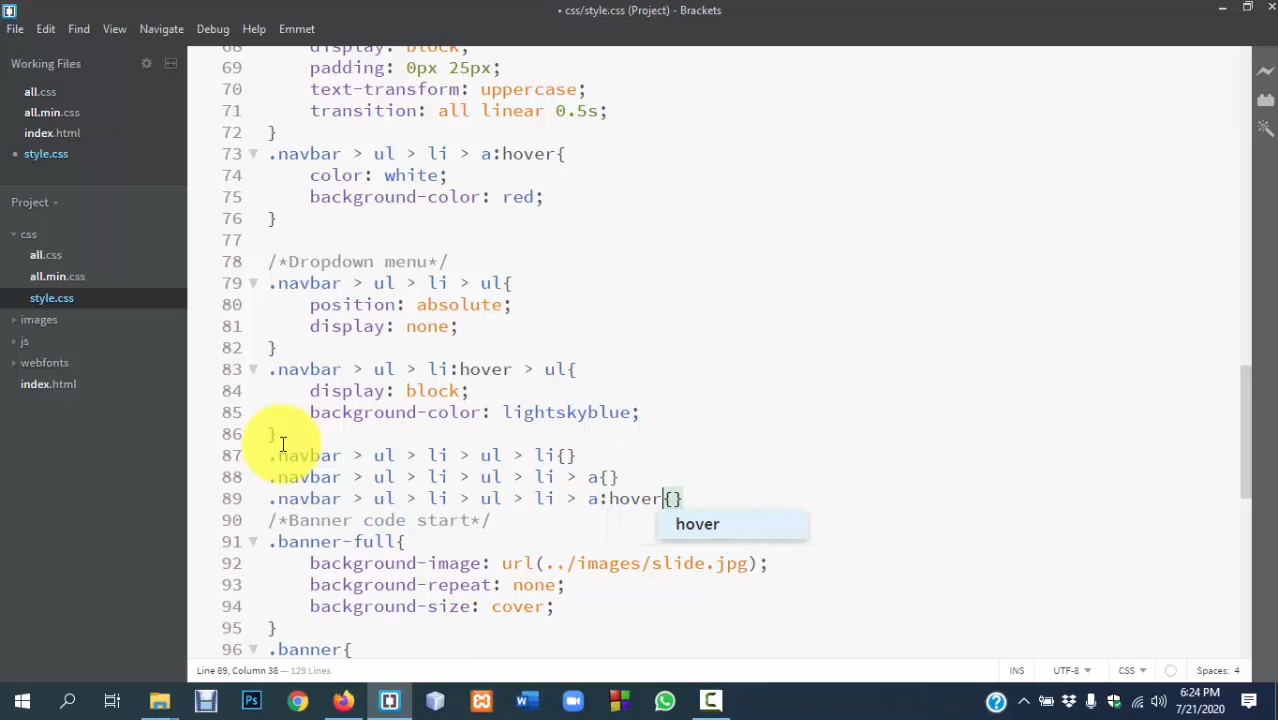 • css/style.css (Project) - Brackets
File Edit Find View Navigate Debug Help Emmet
Working Files
all.css
all.min.css
index.html
• style.css
Project
css
all.css
all.min.css
style.css
images
js
webfonts
index.html
68 display: block;
69 padding: 0px 25px;
70 text-transform: uppercase;
71 transition: all linear 0.5s;
72 }
73 .navbar > ul > li > a:hover{
74 color: white;
75 background-color: red;
76 }
77
78 /*Dropdown menu*/
79 .navbar > ul > li > ul{
80 position: absolute;
81 display: none;
82 }
83 .navbar > ul > li:hover > ul{
84 display: block;
85 background-color: lightskyblue;
86 }
87 .navbar > ul > li > ul > li{}
88 .navbar > ul > li > ul > li > a{}
89 .navbar > ul > li > ul > li > a:hover{}
hover
90 /*Banner code start*/
91 .banner-full{
92 background-image: url(../images/slide.jpg);
93 background-repeat: none;
94 background-size: cover;
95 }
96 .banner{
Line 89, Column 38 — 129 Lines
INS UTF-8 CSS Spaces: 4
6:24 PM
7/21/2020